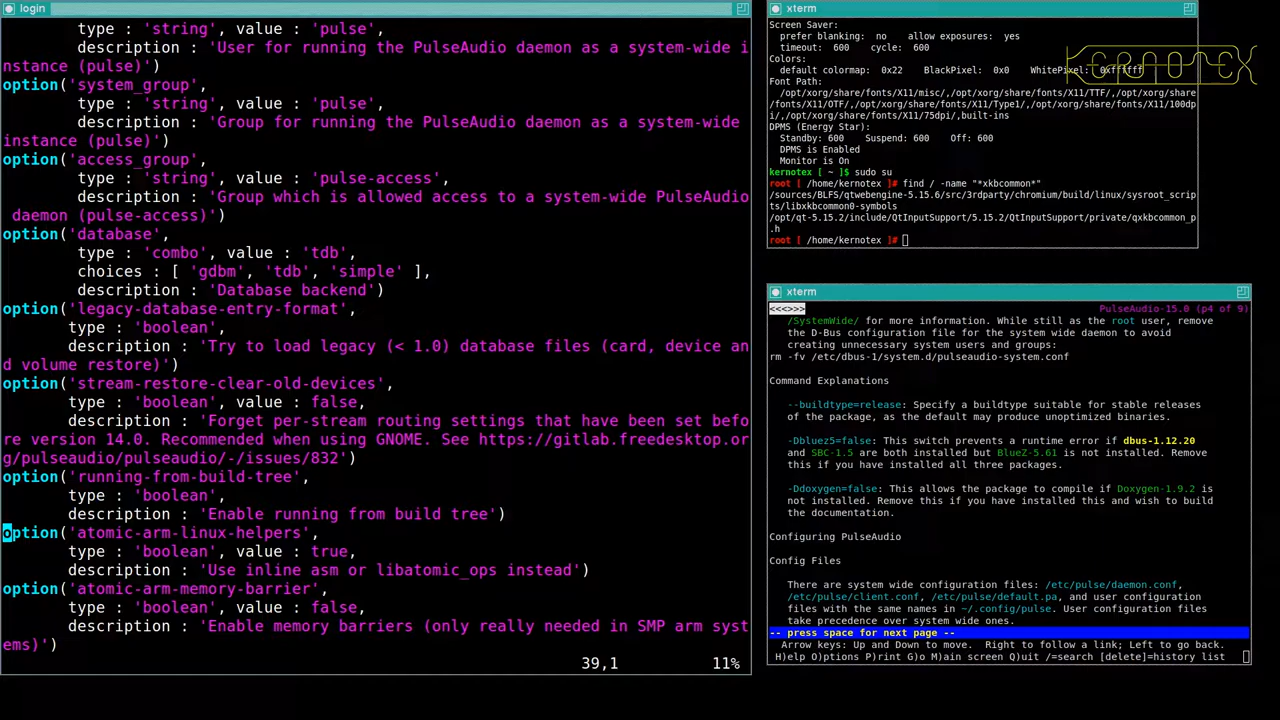 login
type : 'string', value : 'pulse',
description : 'User for running the PulseAudio daemon as a system-wide i
nstance (pulse)')
option('system_group',
type : 'string', value : 'pulse',
description : 'Group for running the PulseAudio daemon as a system-wide
instance (pulse)')
option('access_group',
type : 'string', value : 'pulse-access',
description : 'Group which is allowed access to a system-wide PulseAudio
daemon (pulse-access)')
option('database',
type : 'combo', value : 'tdb',
choices : [ 'gdbm', 'tdb', 'simple' ],
description : 'Database backend')
option('legacy-database-entry-format',
type : 'boolean',
description : 'Try to load legacy (< 1.0) database files (card, device an
d volume restore)')
option('stream-restore-clear-old-devices',
type : 'boolean', value : false,
description : 'Forget per-stream routing settings that have been set befo
re version 14.0. Recommended when using GNOME. See https://gitlab.freedesktop.or
g/pulseaudio/pulseaudio/-/issues/832')
option('running-from-build-tree',
type : 'boolean',
description : 'Enable running from build tree')
option('atomic-arm-linux-helpers',
type : 'boolean', value : true,
description : 'Use inline asm or libatomic_ops instead')
option('atomic-arm-memory-barrier',
type : 'boolean', value : false,
description : 'Enable memory barriers (only really needed in SMP arm syst
ems)')
39,1 11%
xterm
Screen Saver:
prefer blanking: no allow exposures: yes
timeout: 600 cycle: 600
Colors:
default colormap: 0x22 BlackPixel: 0x0 WhitePixel: 0xffffff
KERNOTEX
Font Path:
/opt/xorg/share/fonts/X11/misc/,/opt/xorg/share/fonts/X11/TTF/,/opt/xorg/share
/fonts/X11/OTF/,/opt/xorg/share/fonts/X11/Type1/,/opt/xorg/share/fonts/X11/100dp
i/,/opt/xorg/share/fonts/X11/75dpi/,built-ins
DPMS (Energy Star):
Standby: 600 Suspend: 600 Off: 600
DPMS is Enabled
Monitor is On
kernotex [ ~ ]$ sudo su
root [ /home/kernotex ]# find / -name "*xkbcommon*"
/sources/BLFS/qtwebengine-5.15.6/src/3rdparty/chromium/build/linux/sysroot_scrip
ts/libxkbcommon0-symbols
/opt/qt-5.15.2/include/QtInputSupport/5.15.2/QtInputSupport/private/qxkbcommon_p
.h
root [ /home/kernotex ]#
xterm
<<<>>> PulseAudio-15.0 (p4 of 9)
/SystemWide/ for more information. While still as the root user, remove
the D-Bus configuration file for the system wide daemon to avoid
creating unnecessary system users and groups:
rm -fv /etc/dbus-1/system.d/pulseaudio-system.conf
Command Explanations
--buildtype=release: Specify a buildtype suitable for stable releases
of the package, as the default may produce unoptimized binaries.
-Dbluez5=false: This switch prevents a runtime error if dbus-1.12.20
and SBC-1.5 are both installed but BlueZ-5.61 is not installed. Remove
this if you have installed all three packages.
-Ddoxygen=false: This allows the package to compile if Doxygen-1.9.2 is
not installed. Remove this if you have installed this and wish to build
the documentation.
Configuring PulseAudio
Config Files
There are system wide configuration files: /etc/pulse/daemon.conf,
/etc/pulse/client.conf, /etc/pulse/default.pa, and user configuration
files with the same names in ~/.config/pulse. User configuration files
take precedence over system wide ones.
-- press space for next page --
Arrow keys: Up and Down to move. Right to follow a link; Left to go back.
H)elp O)ptions P)rint G)o M)ain screen Q)uit /=search [delete]=history list